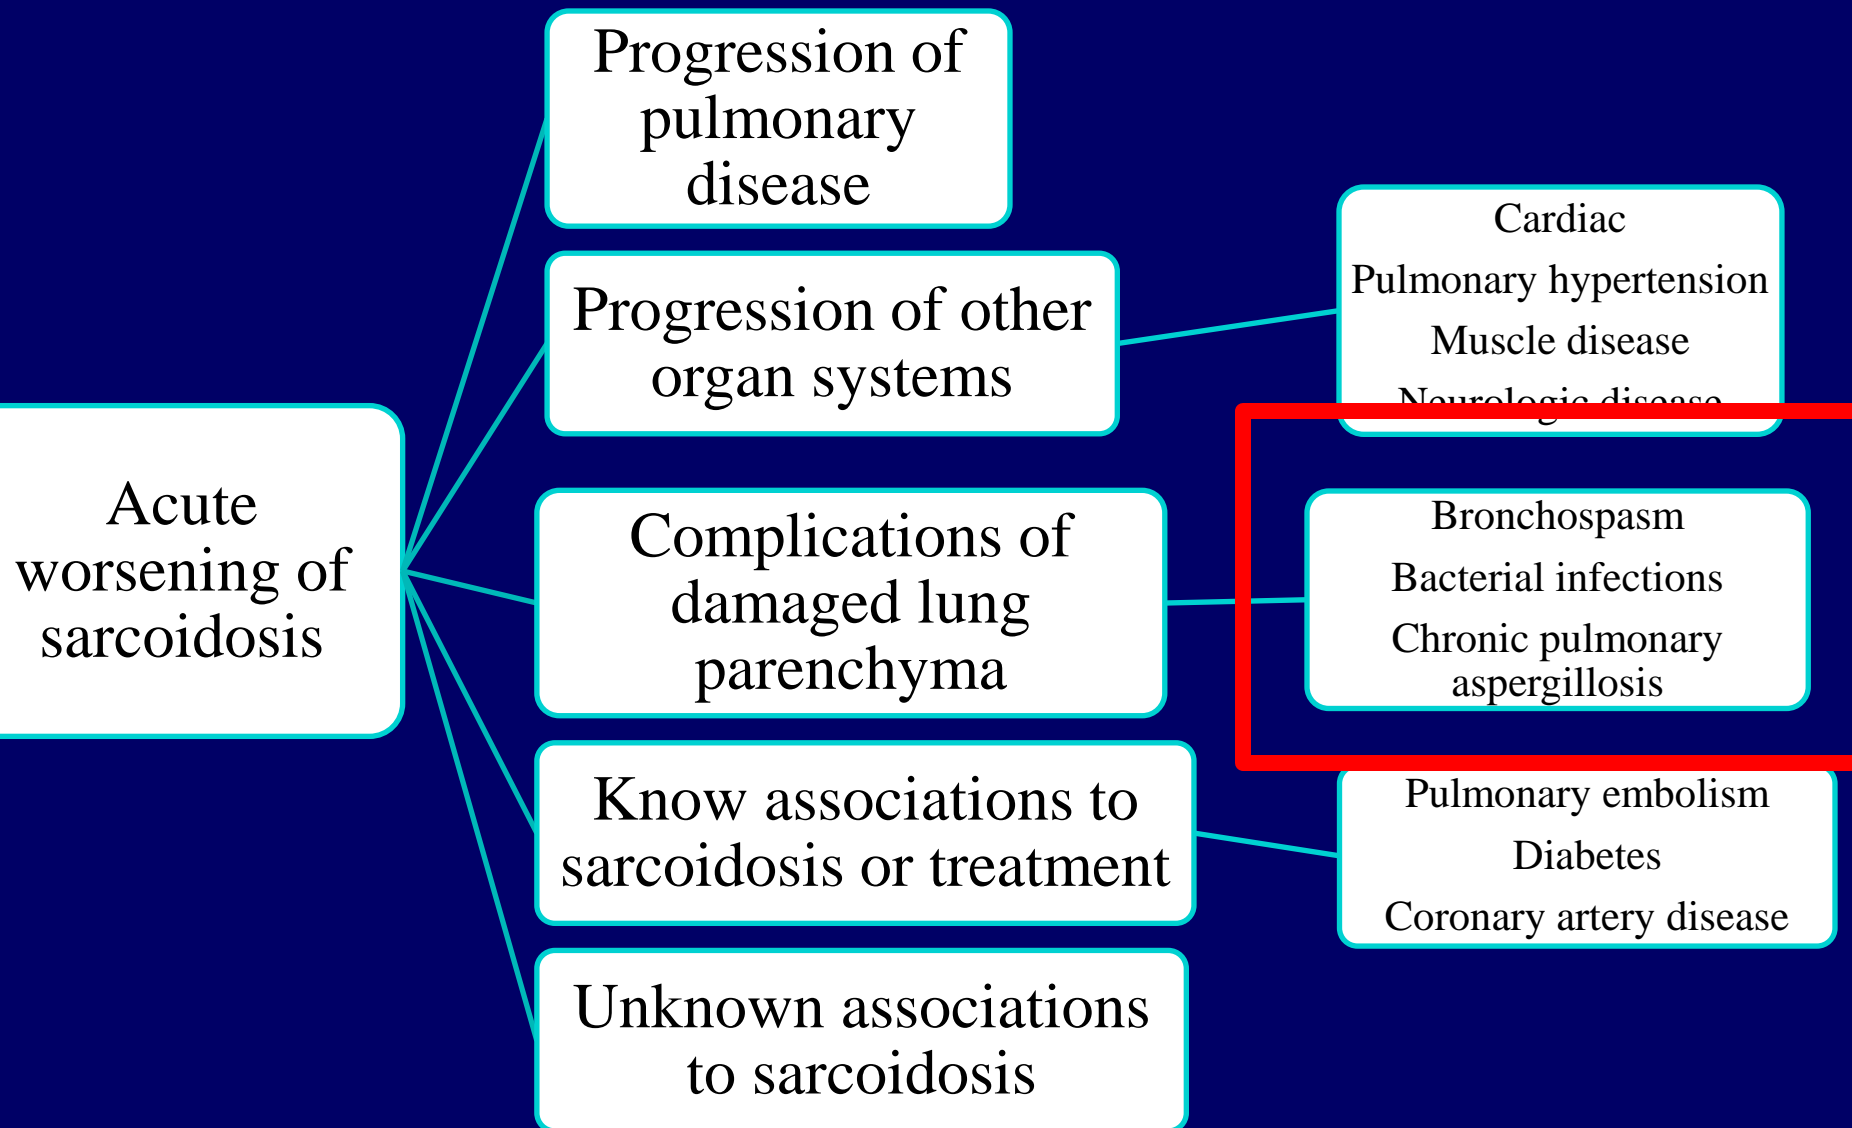 Acute
worsening of
sarcoidosis
Progression of
pulmonary
disease
Progression of other
organ systems
Cardiac
Pulmonary hypertension
Muscle disease
Neurologic disease
Complications of
damaged lung
parenchyma
Bronchospasm
Bacterial infections
Chronic pulmonary
aspergillosis
Know associations to
sarcoidosis or treatment
Pulmonary embolism
Diabetes
Coronary artery disease
Unknown associations
to sarcoidosis